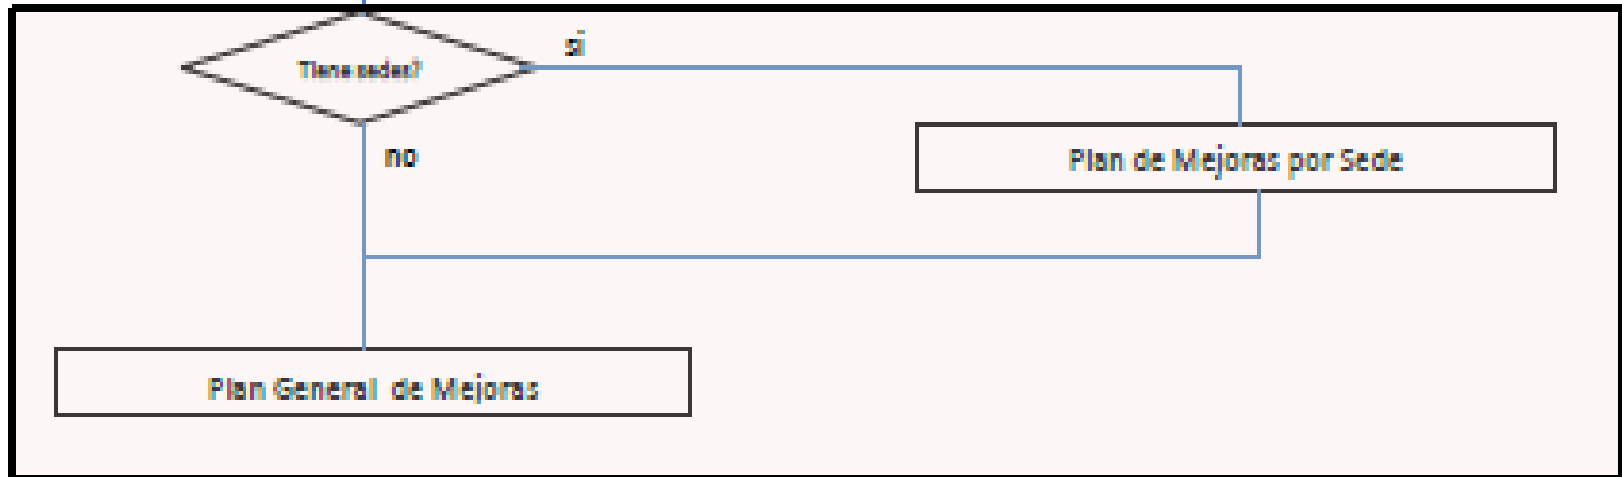 si
Tiene sedes?
no
Plan de Mejoras por Sede
Plan General de Mejoras